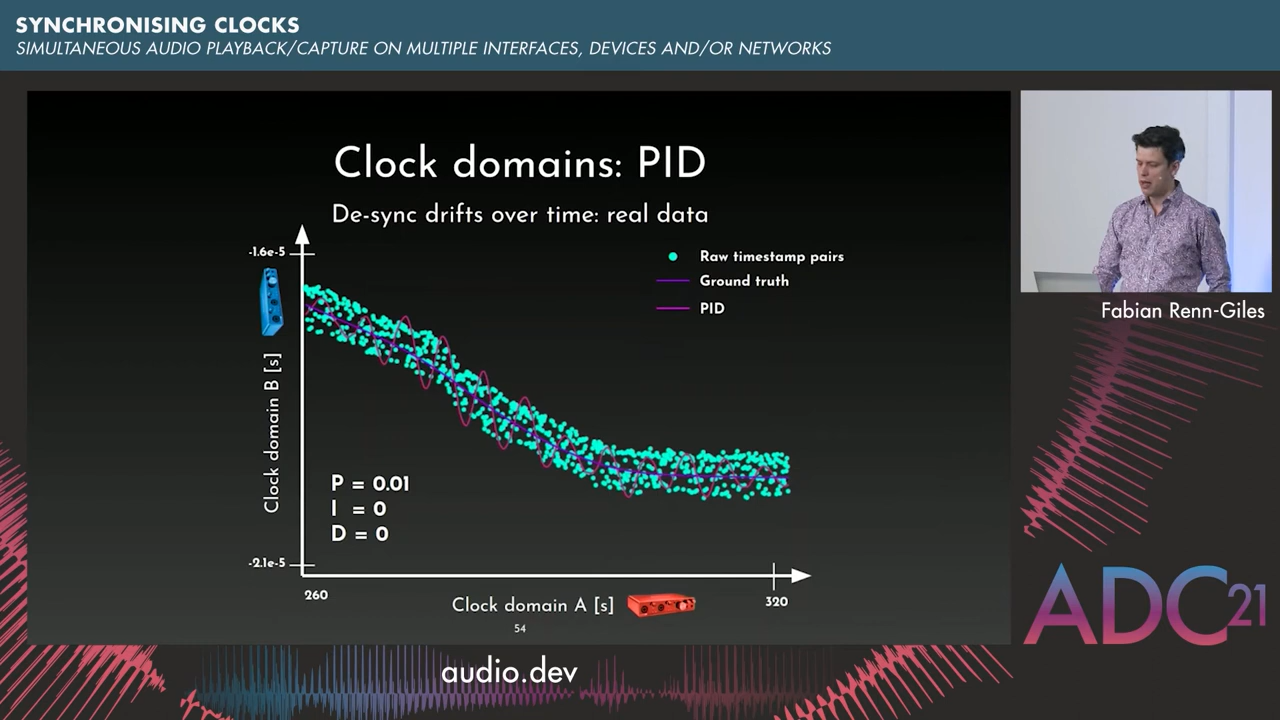 SYNCHRONISING CLOCKS
SIMULTANEOUS AUDIO PLAYBACK/CAPTURE ON MULTIPLE INTERFACES, DEVICES AND/OR NETWORKS
Clock domains: PID
De-sync drifts over time: real data
-1.6e-5
Raw timestamp pairs
Ground truth
PID
Clock domain B [s]
P = 0.01
I = 0
D = 0
-2.1e-5
260
320
Clock domain A [s]
54
Fabian Renn-Giles
ADC21
audio.dev